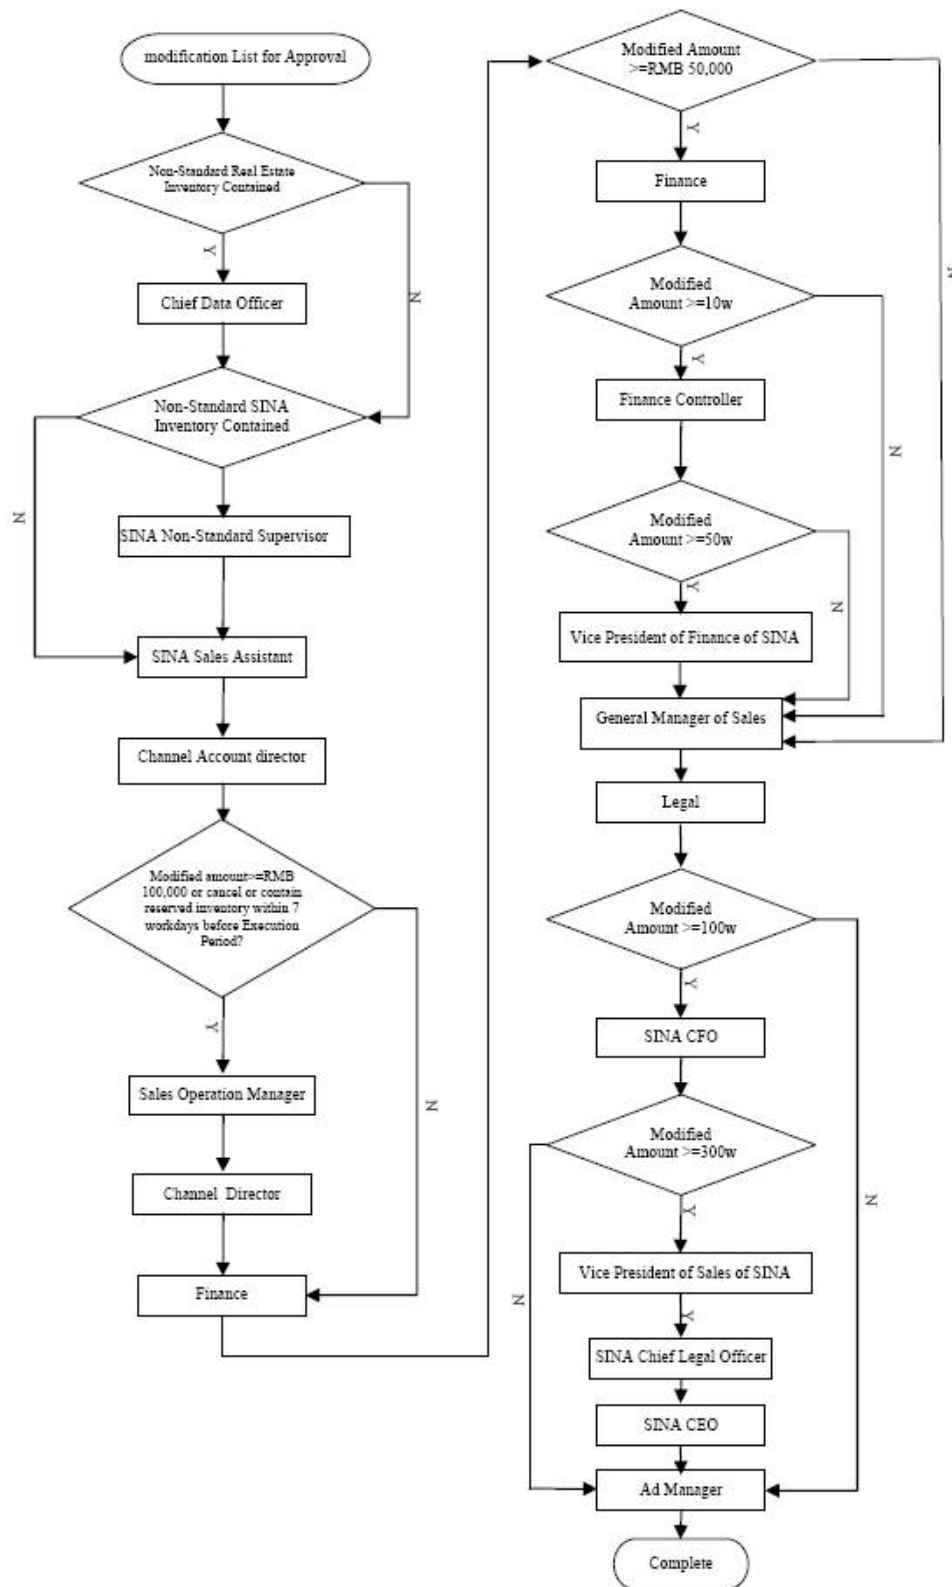 modification List for Approval
Non-Standard Real Estate
Inventory Contained
Y
N
Chief Data Officer
Non-Standard SINA
Inventory Contained
N
SINA Non-Standard Supervisor
SINA Sales Assistant
Channel Account director
Modified amount>=RMB
100,000 or cancel or contain
reserved inventory within 7
workdays before Execution
Period?
Y
N
Sales Operation Manager
Channel Director
Finance
Modified Amount
>=RMB 50,000
Y
N
Finance
Modified
Amount >=10w
Y
N
Finance Controller
Modified
Amount >=50w
Y
N
Vice President of Finance of SINA
General Manager of Sales
Legal
Modified
Amount >=100w
Y
N
SINA CFO
Modified
Amount >=300w
Y
N
Vice President of Sales of SINA
Y
SINA Chief Legal Officer
SINA CEO
Ad Manager
Complete